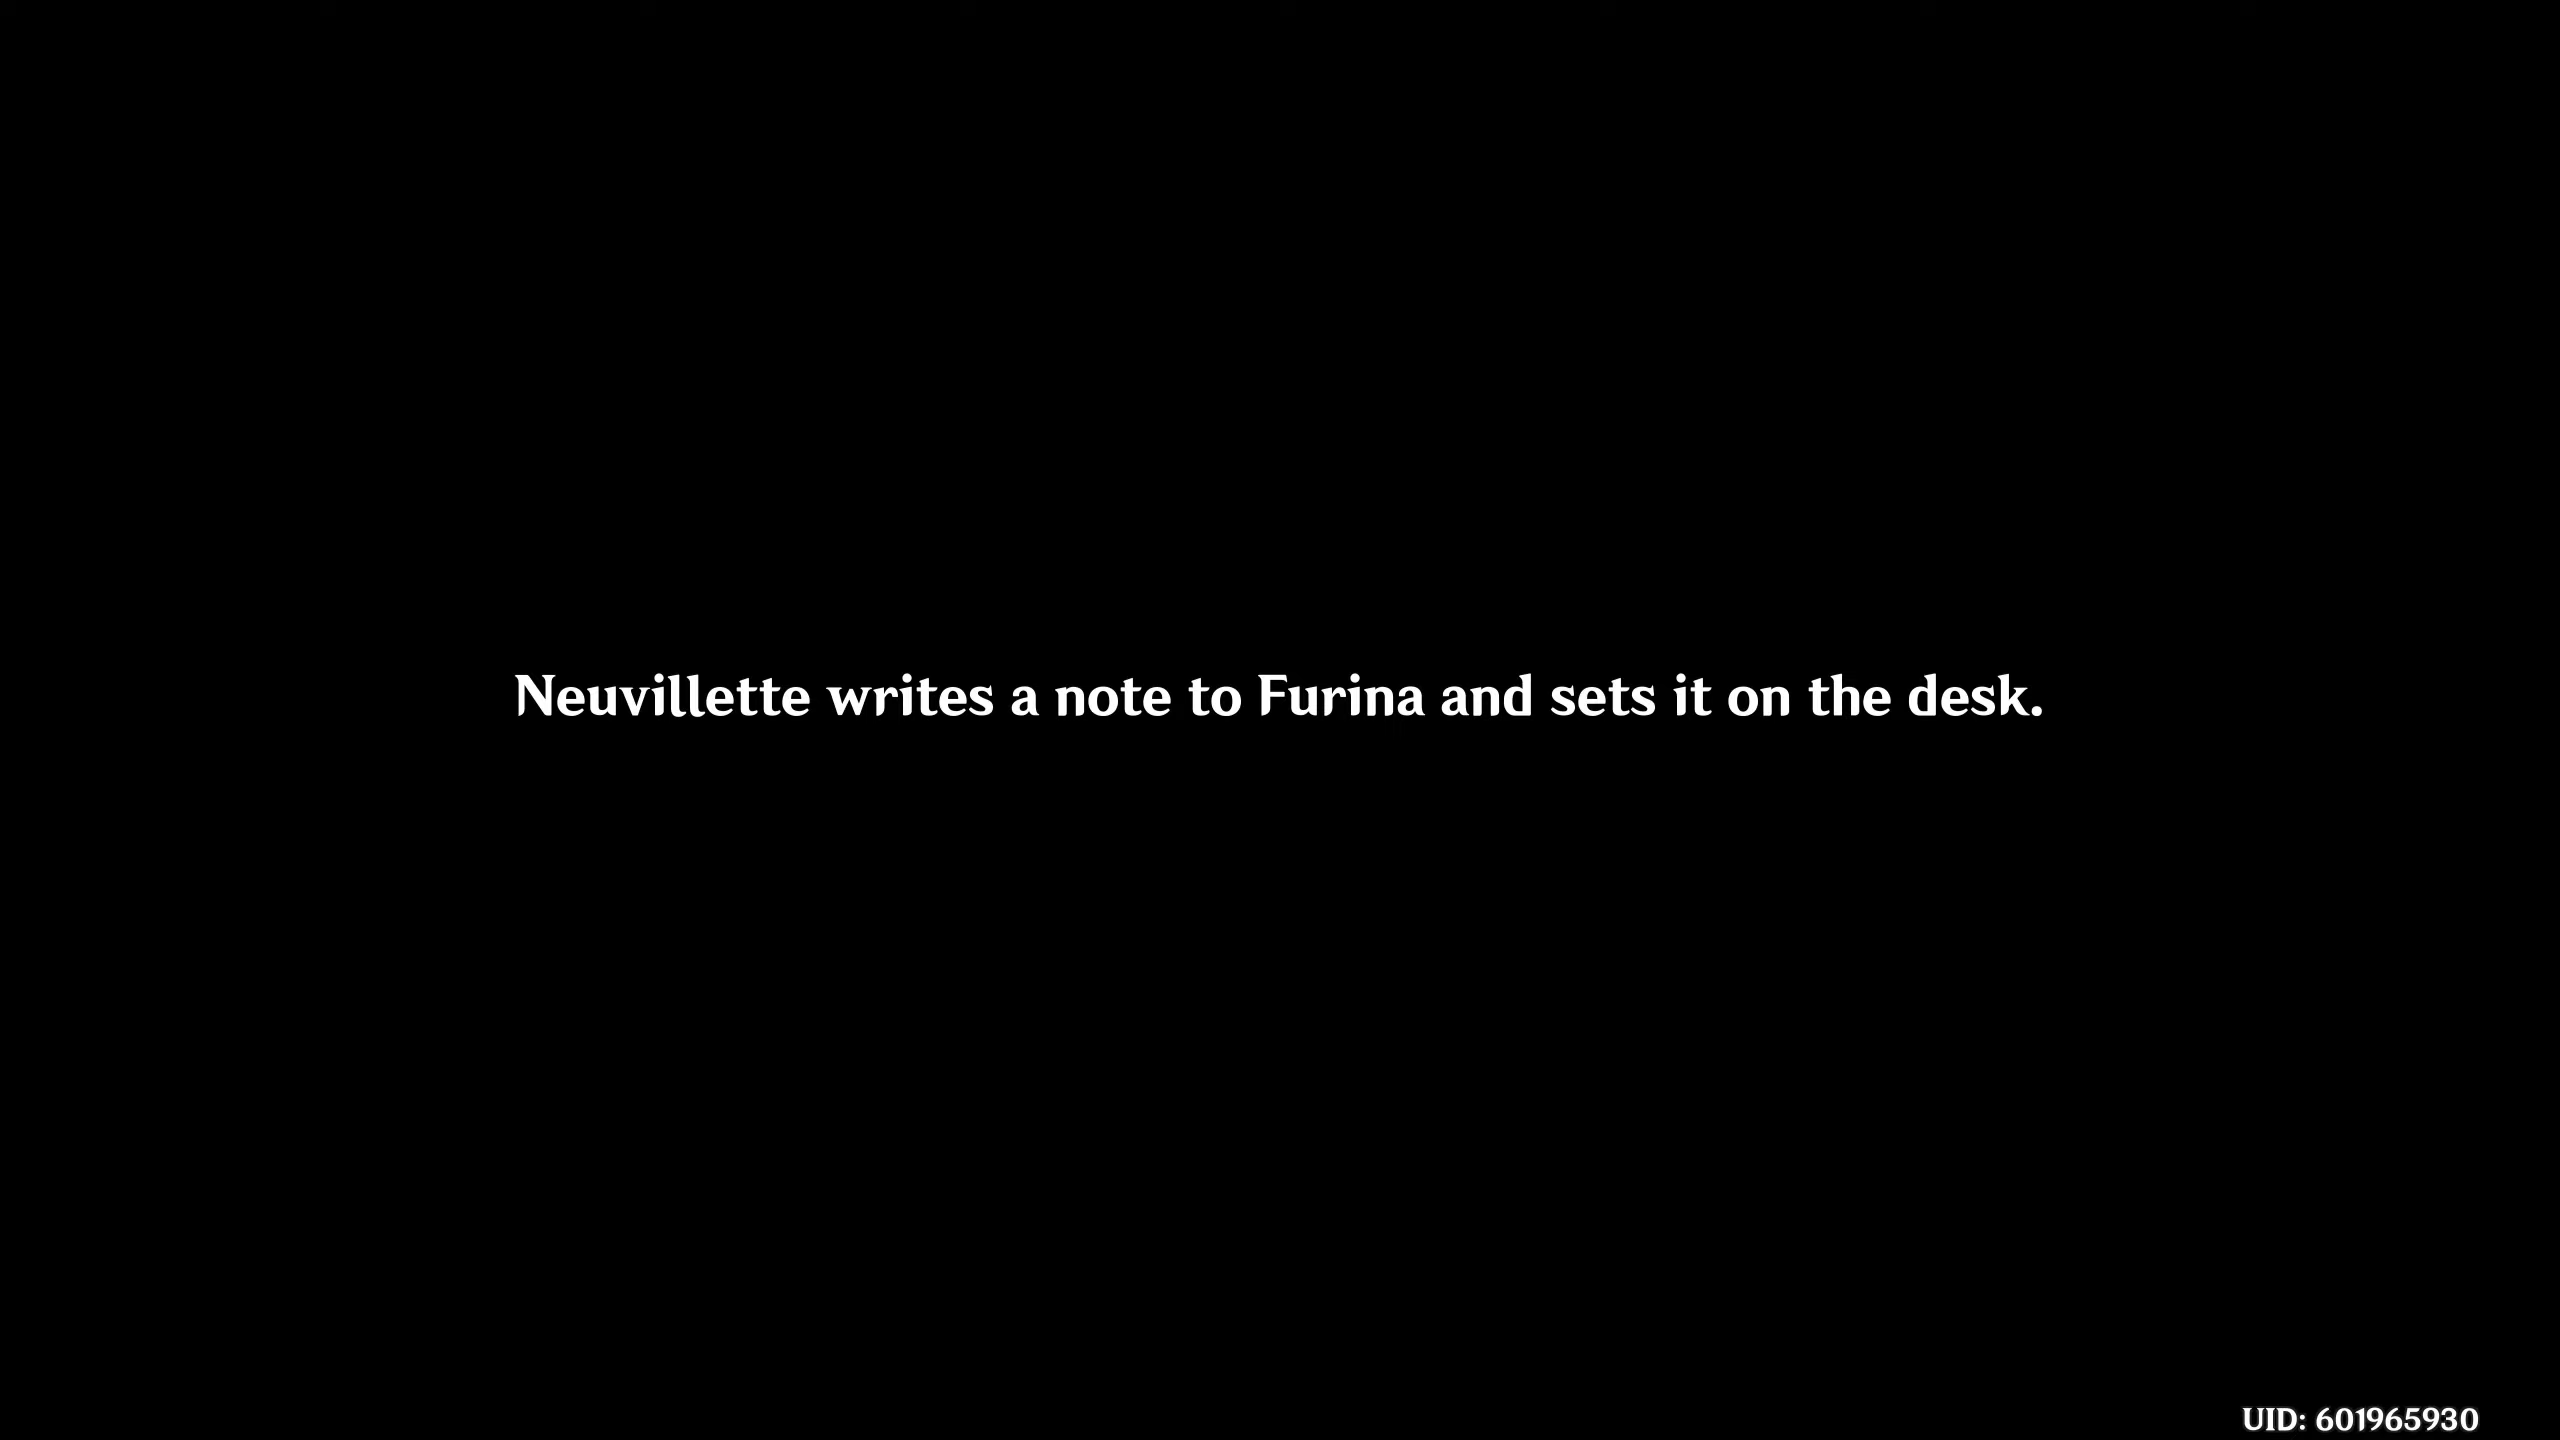 Neuvillette writes a note to Furina and sets it on the desk.
UID: 601965930